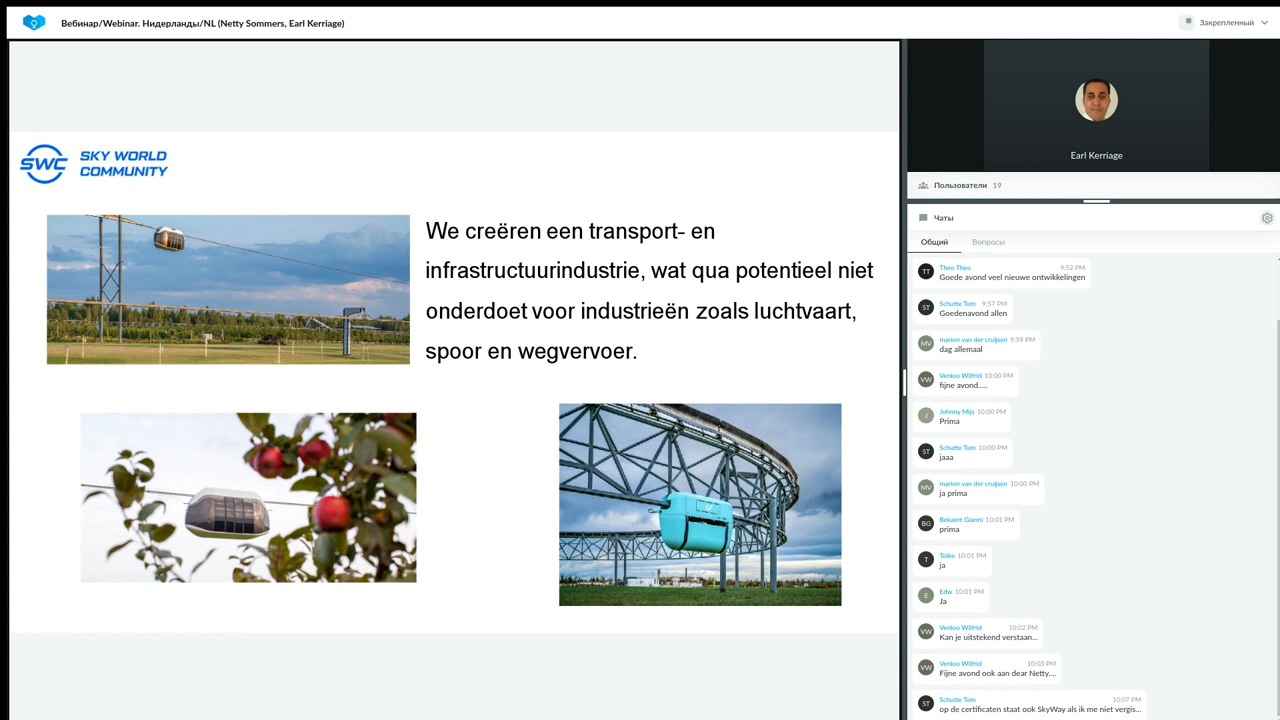 Вебинар/Webinar. Нидерланды/NL (Netty Sommers, Earl Kerriage)
Закрепленный
SWC SKY WORLD
COMMUNITY
We creëren een transport- en
infrastructuurindustrie, wat qua potentieel niet
onderdoet voor industrieën zoals luchtvaart,
spoor en wegvervoer.
Earl Kerriage
Пользователи 19
Чаты
Общий Вопросы
TT Theo Theo 9:52 PM
Goede avond veel nieuwe ontwikkelingen
ST Schutte Tom 9:57 PM
Goedenavond allen
MV marion van der cruijsen 9:59 PM
dag allemaal
VW Venloo Wilfrid 10:00 PM
fijne avond.....
J Johnny Mijs 10:00 PM
Prima
ST Schutte Tom 10:00 PM
jaaa
MV marion van der cruijsen 10:00 PM
ja prima
BG Bekaert Gianni 10:01 PM
prima
T Toike 10:01 PM
ja
E Edw 10:01 PM
Ja
VW Venloo Wilfrid 10:02 PM
Kan je uitstekend verstaan...
VW Venloo Wilfrid 10:03 PM
Fijne avond ook aan dear Netty....
ST Schutte Tom 10:07 PM
op de certificaten staat ook SkyWay als ik me niet vergis...